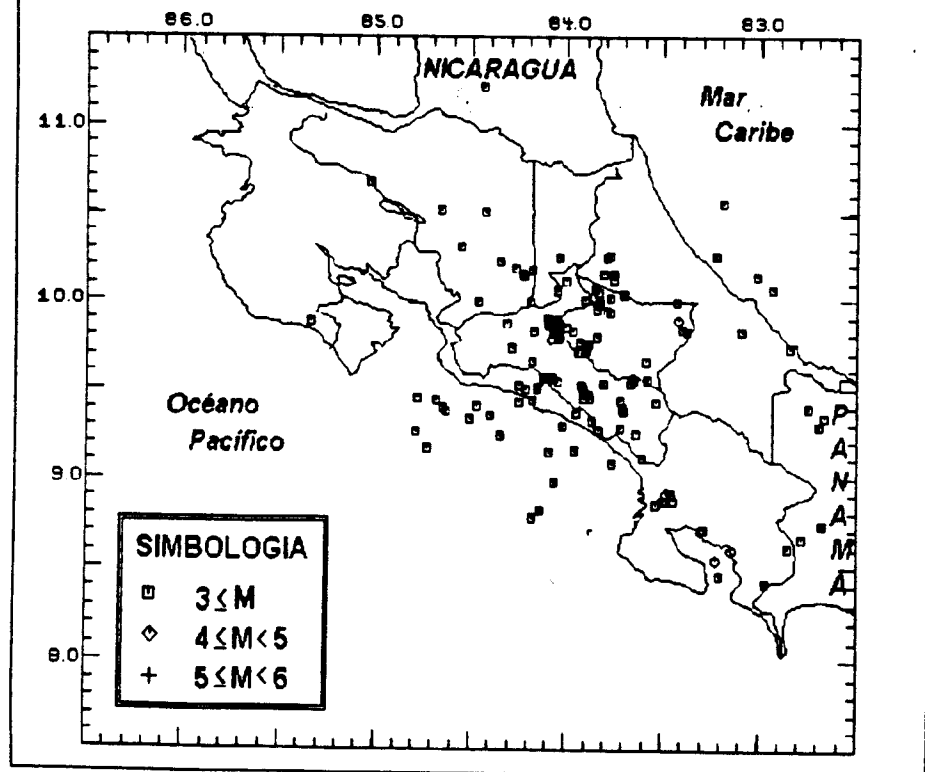 86.0 85.0 84.0 83.0
NICARAGUA
Mar
Caribe
11.0
10.0
Océano
Pacífico
9.0
PANAMA
SIMBOLOGIA
3≤M
4≤M<5
5≤M<6
8.0